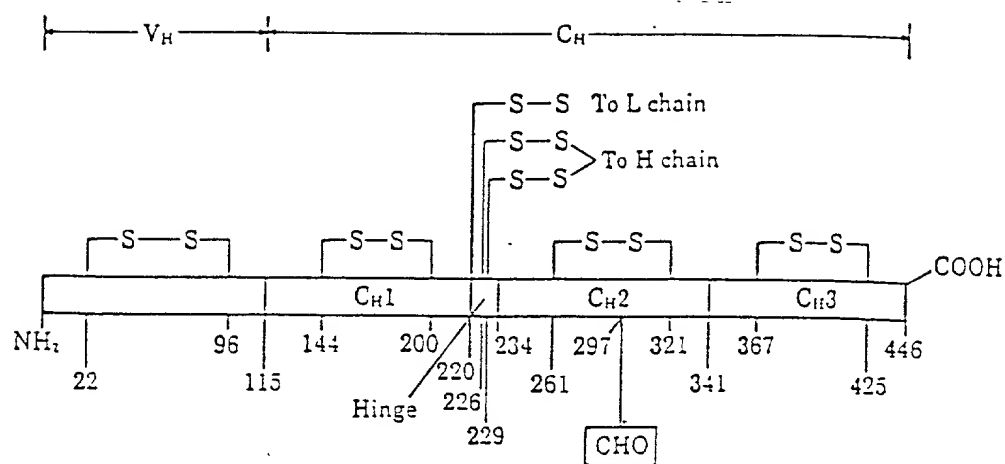 V_H C_H
S—S To L chain
S—S
To H chain
S—S
S—S S—S S—S S—S
COOH
C_H1 C_H2 C_H3
NH₂ 96 144 200 234 297 321 367 446
22 115 220 261 341 425
Hinge 226
229
CHO